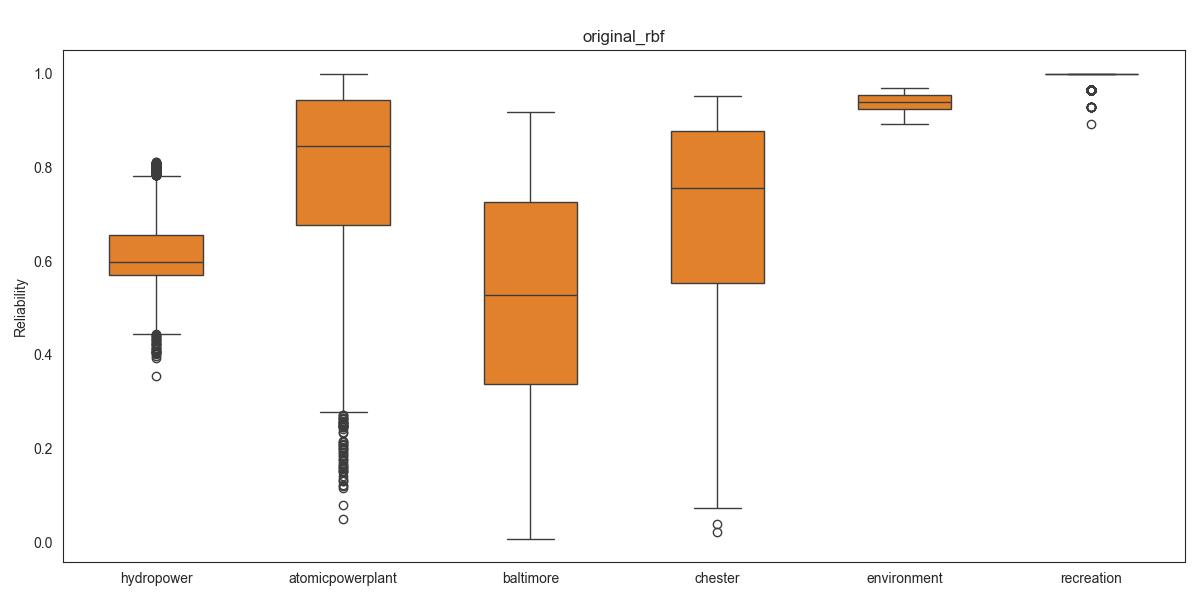 original_rbf
1.0
0.8
0.6
0.4
0.2
0.0
Reliability
hydropower atomicpowerplant baltimore chester environment recreation